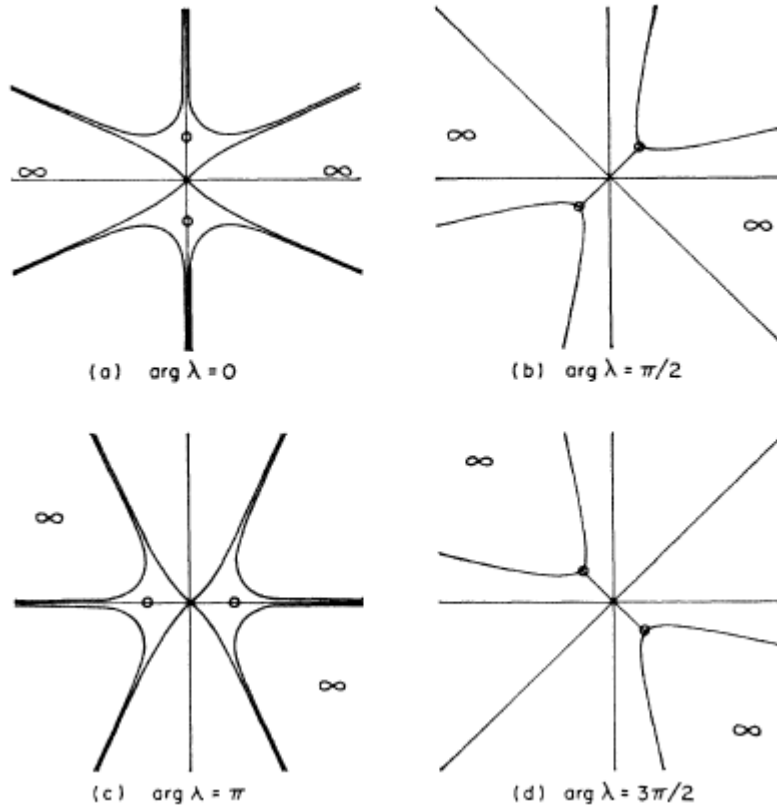 ∞ ∞
(a) arg λ = 0
∞
∞
(b) arg λ = π/2
∞
∞
(c) arg λ = π
∞
∞
(d) arg λ = 3π/2